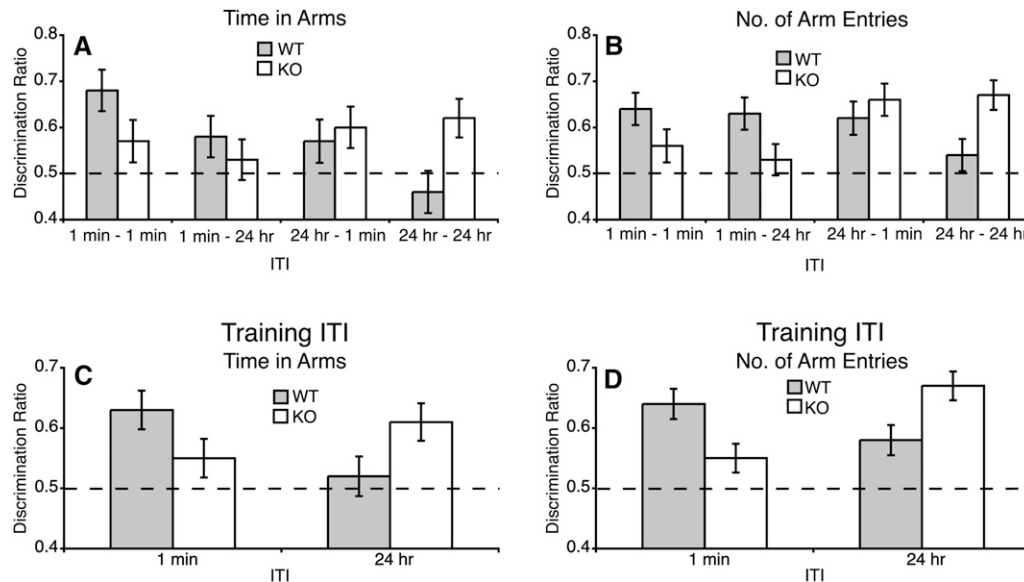 Time in Arms
A
WT
KO
Discrimination Ratio
0.8
0.7
0.6
0.5
0.4
1 min - 1 min 1 min - 24 hr 24 hr - 1 min 24 hr - 24 hr
ITI
No. of Arm Entries
B
WT
KO
Discrimination Ratio
0.8
0.7
0.6
0.5
0.4
1 min - 1 min 1 min - 24 hr 24 hr - 1 min 24 hr - 24 hr
ITI
Training ITI
Time in Arms
C
WT
KO
Discrimination Ratio
0.7
0.6
0.5
0.4
1 min 24 hr
ITI
Training ITI
No. of Arm Entries
D
WT
KO
Discrimination Ratio
0.7
0.6
0.5
0.4
1 min 24 hr
ITI